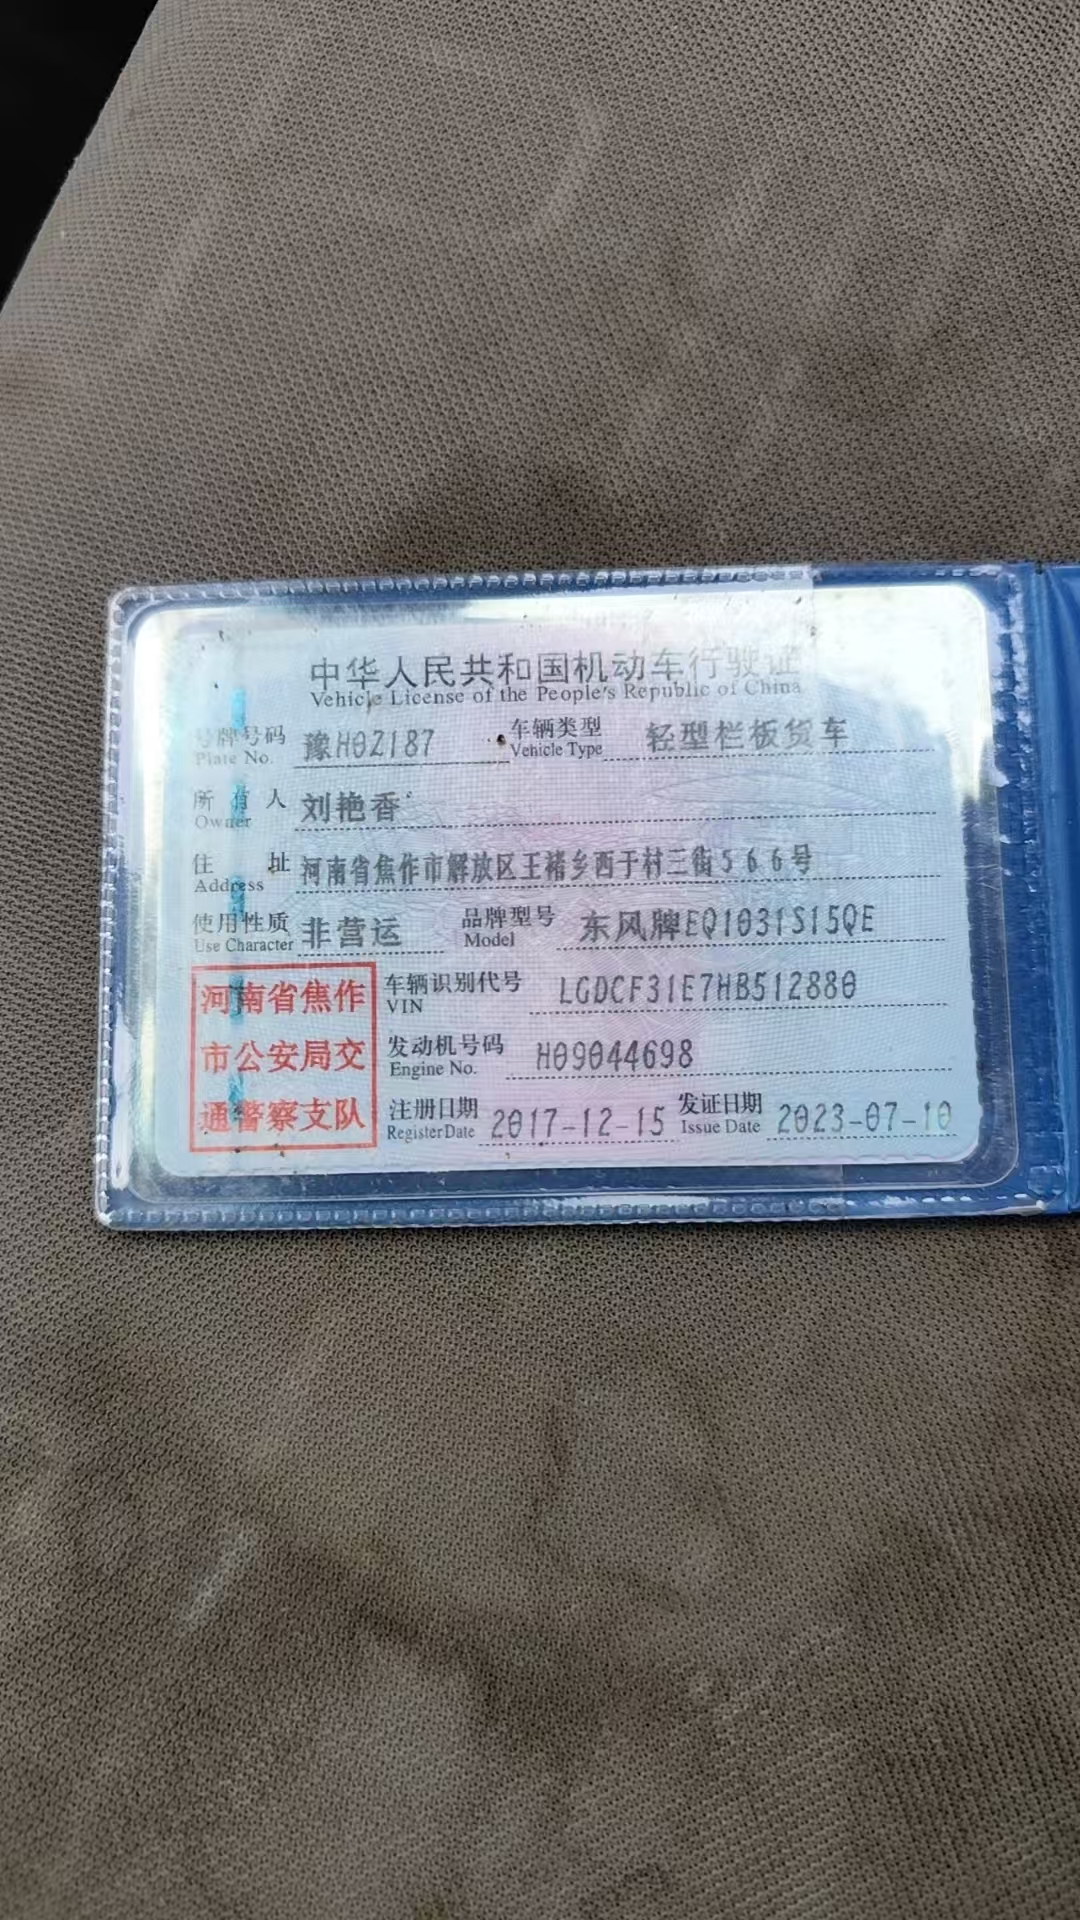 中华人民共和国机动车行驶证
Vehicle License of the People's Republic of China
号牌号码 豫H0Z187 车辆类型 轻型栏板货车
Plate No. Vehicle Type
所有人 刘艳香
Owner
住址 河南省焦作市解放区王褚乡西于村三街566号
Address
使用性质 非营运 品牌型号 东风牌EQ1031S15QE
Use Character Model
河南省焦作 车辆识别代号 LGDCF31E7HB512880
VIN
市公安局交 发动机号码 H09044698
Engine No.
通警察支队 注册日期 2017-12-15 发证日期 2023-07-10
Register Date Issue Date